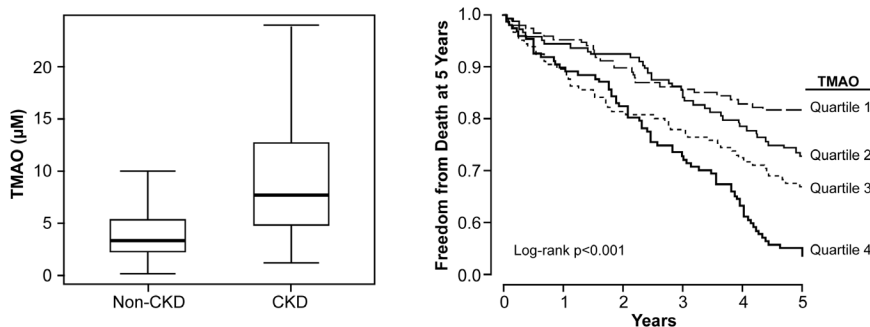 TMAO (µM)
20
15
10
5
0
Non-CKD
CKD
Freedom from Death at 5 Years
1.0
0.9
0.8
0.7
0.6
0.0
0
1
2
3
4
5
Years
Log-rank p<0.001
TMAO
Quartile 1
Quartile 2
Quartile 3
Quartile 4